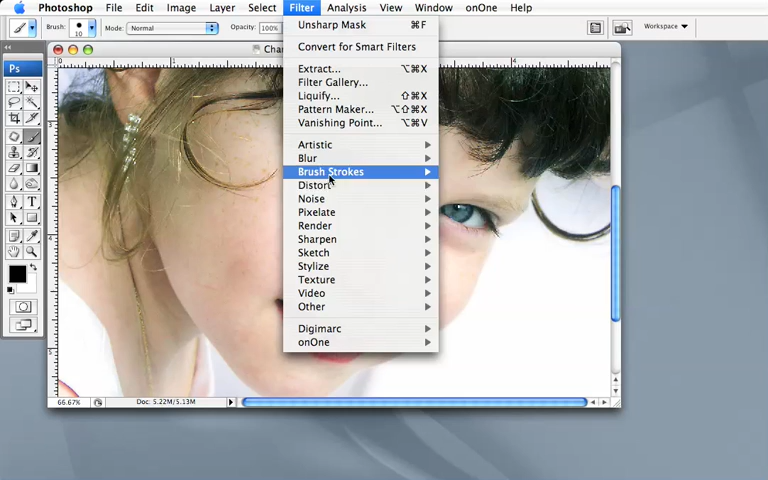 Photoshop File Edit Image Layer Select Filter Analysis View Window onOne Help
Brush: 10 Mode: Normal Opacity: 100% Workspace
Ps
66.67% Doc: 5.22M/5.13M
Unsharp Mask ⌘F
Convert for Smart Filters
Extract... ⌥⌘X
Filter Gallery...
Liquify... ⇧⌘X
Pattern Maker... ⌥⇧⌘X
Vanishing Point... ⌥⌘V
Artistic
Blur
Brush Strokes
Distort
Noise
Pixelate
Render
Sharpen
Sketch
Stylize
Texture
Video
Other
Digimarc
onOne